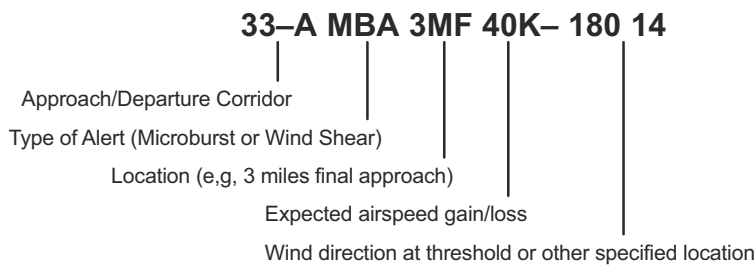 33–A MBA 3MF 40K– 180 14
Approach/Departure Corridor
Type of Alert (Microburst or Wind Shear)
Location (e,g, 3 miles final approach)
Expected airspeed gain/loss
Wind direction at threshold or other specified location